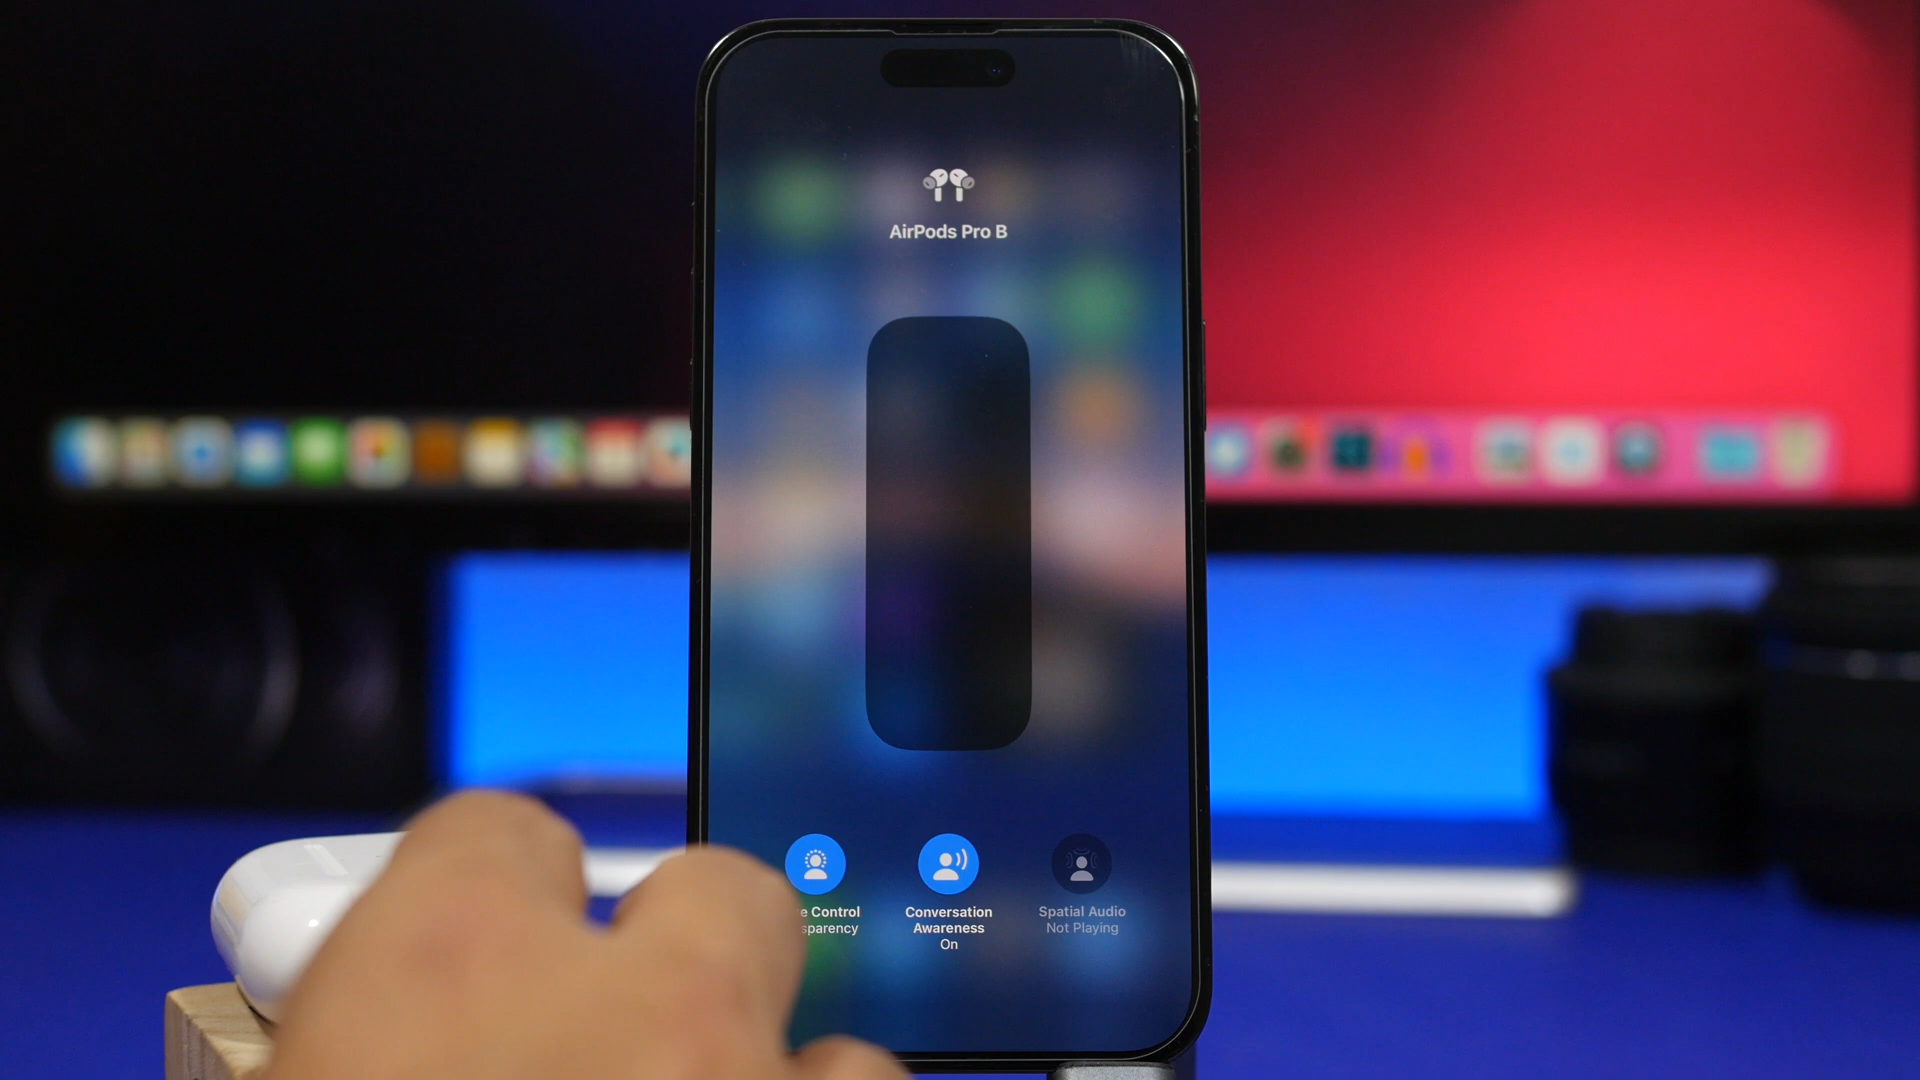 AirPods Pro B
e Control
sparency
Conversation
Awareness
On
Spatial Audio
Not Playing